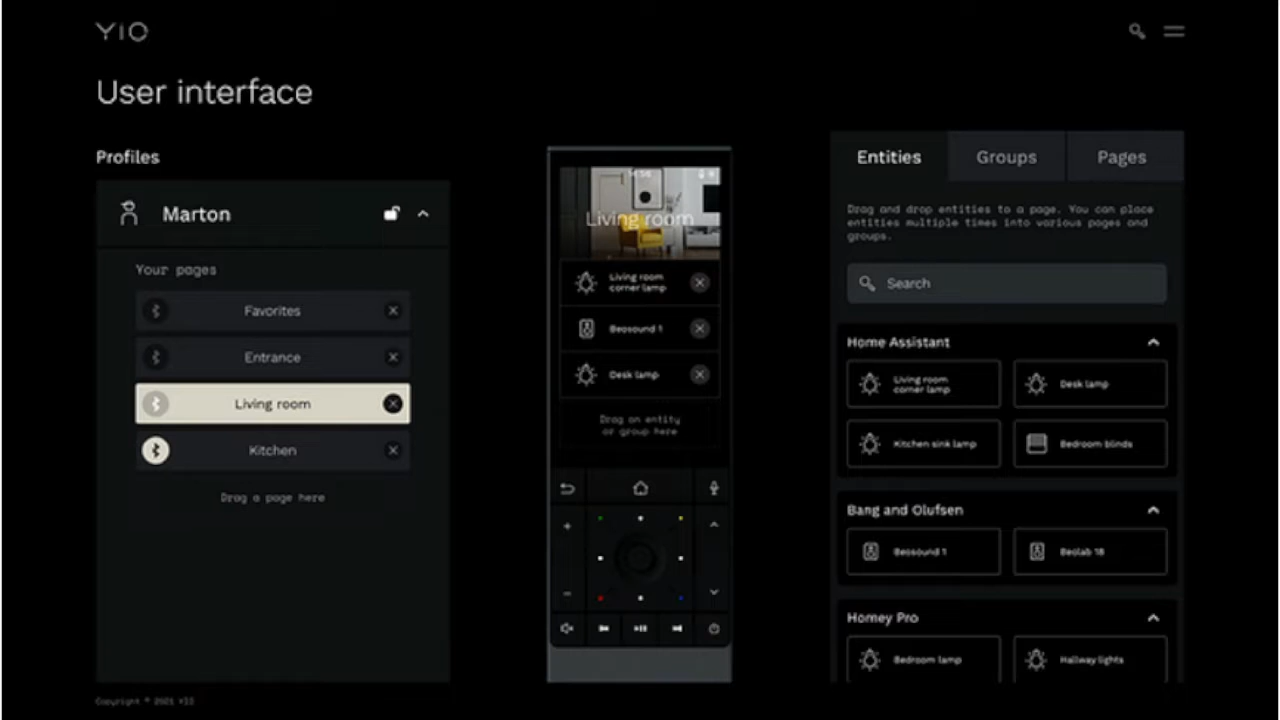 YIO
User interface
Profiles
Marton
Your pages
Favorites
Entrance
Living room
Kitchen
Drag a page here
Living room
Living room
corner lamp
Beosound 1
Desk lamp
Drag an entity
or group here
Entities
Groups
Pages
Drag and drop entities to a page. You can place
entities multiple times into various pages and
groups.
Search
Home Assistant
Living room
corner lamp
Desk lamp
Kitchen sink lamp
Bedroom blinds
Bang and Olufsen
Beosound 1
Beolab 18
Homey Pro
Bedroom lamp
Hallway lights
Copyright © 2021 YIO